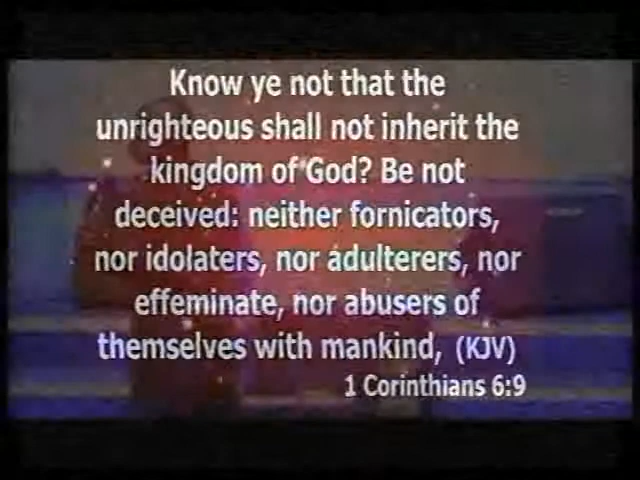 Know ye not that the
unrighteous shall not inherit the
kingdom of God? Be not
deceived: neither fornicators,
nor idolaters, nor adulterers, nor
effeminate, nor abusers of
themselves with mankind, (KJV)
1 Corinthians 6:9